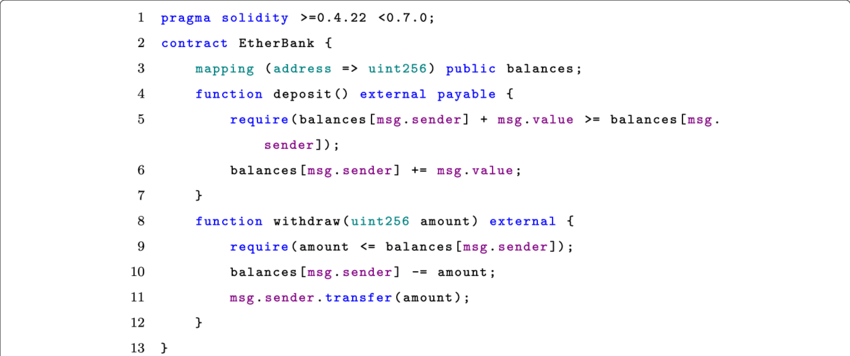 1 pragma solidity >=0.4.22 <0.7.0;
2 contract EtherBank {
3 mapping (address => uint256) public balances;
4 function deposit() external payable {
5 require(balances[msg.sender] + msg.value >= balances[msg.
sender]);
6 balances[msg.sender] += msg.value;
7 }
8 function withdraw(uint256 amount) external {
9 require(amount <= balances[msg.sender]);
10 balances[msg.sender] -= amount;
11 msg.sender.transfer(amount);
12 }
13 }